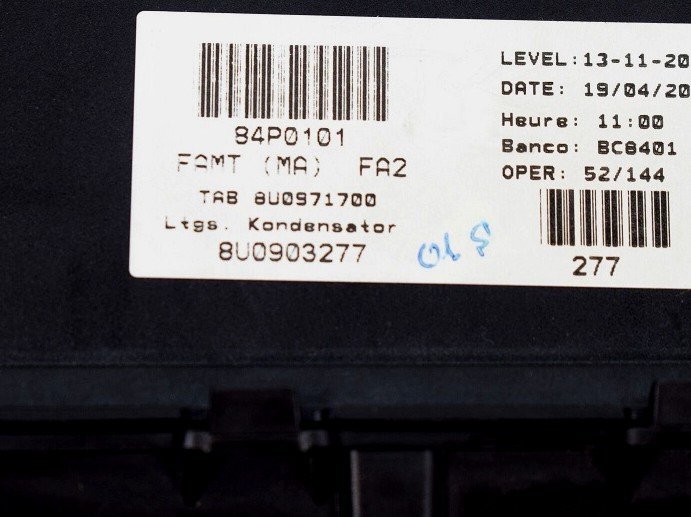 84P0101
FAMT (MA) FA2
TAB 8U0971700
Ltgs. Kondensator
8U0903277
LEVEL:13-11-20
DATE: 19/04/20
Heure: 11:00
Banco: BC8401
OPER: 52/144
277